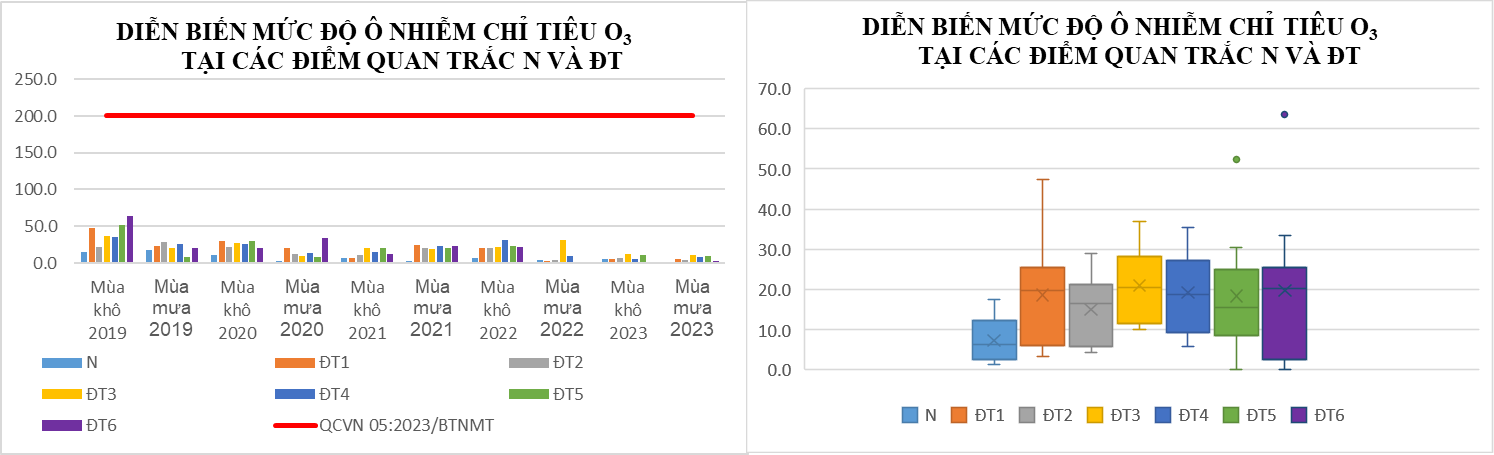 DIỄN BIẾN MỨC ĐỘ Ô NHIỄM CHỈ TIÊU O3
TẠI CÁC ĐIỂM QUAN TRẮC N VÀ ĐT
250.0
200.0
150.0
100.0
50.0
0.0
Mùa khô 2019
Mùa mưa 2019
Mùa khô 2020
Mùa mưa 2020
Mùa khô 2021
Mùa mưa 2021
Mùa khô 2022
Mùa mưa 2022
Mùa khô 2023
Mùa mưa 2023
N ĐT1 ĐT2
ĐT3 ĐT4 ĐT5
ĐT6 QCVN 05:2023/BTNMT
DIỄN BIẾN MỨC ĐỘ Ô NHIỄM CHỈ TIÊU O3
TẠI CÁC ĐIỂM QUAN TRẮC N VÀ ĐT
70.0
60.0
50.0
40.0
30.0
20.0
10.0
0.0
N ĐT1 ĐT2 ĐT3 ĐT4 ĐT5 ĐT6